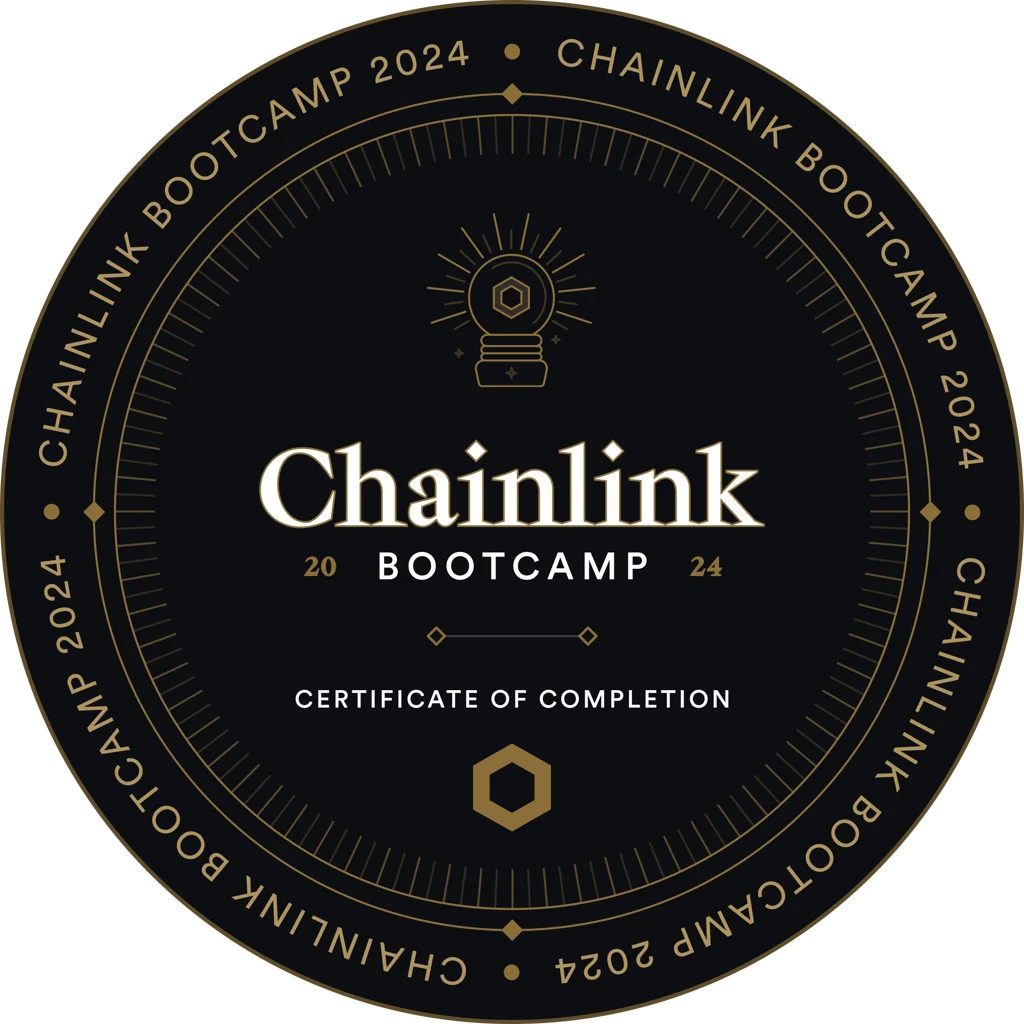 CHAINLINK BOOTCAMP 2024 • CHAINLINK BOOTCAMP 2024 • CHAINLINK BOOTCAMP 2024 • CHAINLINK BOOTCAMP 2024 •
Chainlink
20 BOOTCAMP 24
CERTIFICATE OF COMPLETION